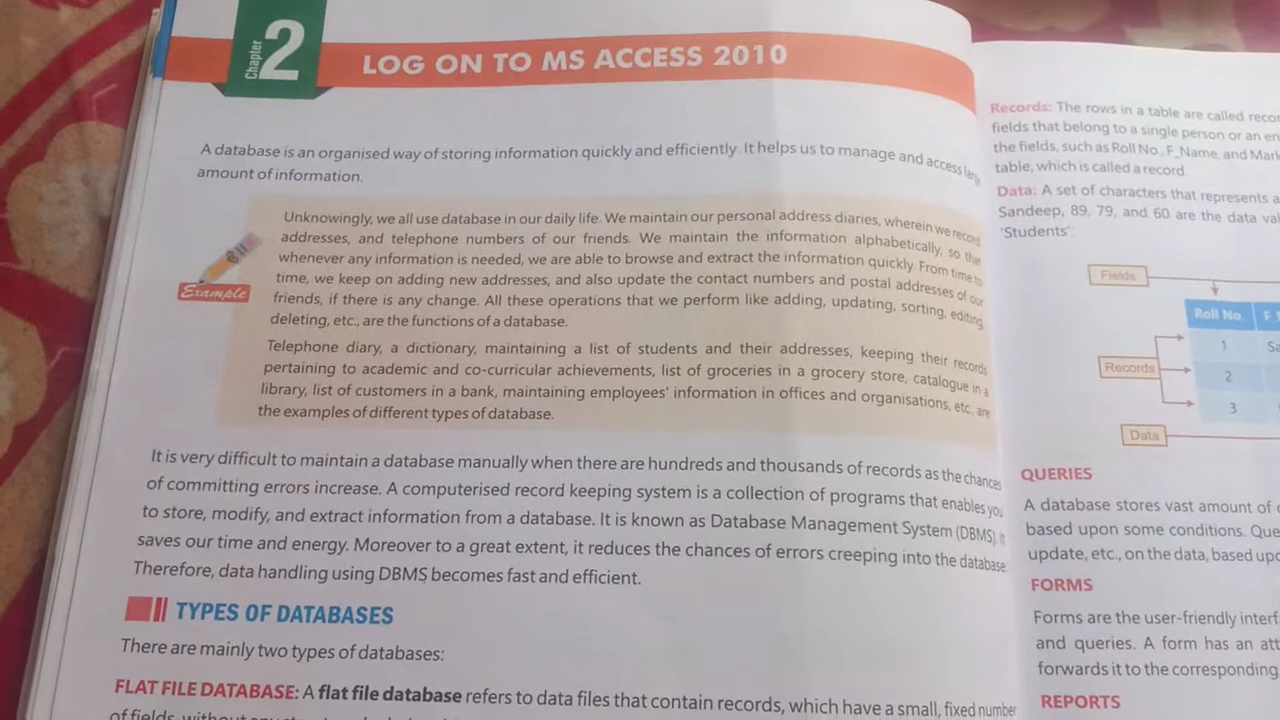 Chapter 2
LOG ON TO MS ACCESS 2010
A database is an organised way of storing information quickly and efficiently. It helps us to manage and access large
amount of information.
Example
Unknowingly, we all use database in our daily life. We maintain our personal address diaries, wherein we record
addresses, and telephone numbers of our friends. We maintain the information alphabetically, so that
whenever any information is needed, we are able to browse and extract the information quickly. From time to
time, we keep on adding new addresses, and also update the contact numbers and postal addresses of our
friends, if there is any change. All these operations that we perform like adding, updating, sorting, editing,
deleting, etc., are the functions of a database.
Telephone diary, a dictionary, maintaining a list of students and their addresses, keeping their records
pertaining to academic and co-curricular achievements, list of groceries in a grocery store, catalogue in a
library, list of customers in a bank, maintaining employees' information in offices and organisations, etc. are
the examples of different types of database.
It is very difficult to maintain a database manually when there are hundreds and thousands of records as the chances
of committing errors increase. A computerised record keeping system is a collection of programs that enables you
to store, modify, and extract information from a database. It is known as Database Management System (DBMS). It
saves our time and energy. Moreover to a great extent, it reduces the chances of errors creeping into the database.
Therefore, data handling using DBMS becomes fast and efficient.
TYPES OF DATABASES
There are mainly two types of databases:
FLAT FILE DATABASE: A flat file database refers to data files that contain records, which have a small, fixed number
of fields, without any
Records: The rows in a table are called
fields that belong to a single person or an
the fields, such as Roll No., F_Name, and
table, which is called a record.
Data: A set of characters that represents
Sandeep, 89, 79, and 60 are the data
'Students':
Fields
Roll No. F
1
Records
2
3
Data
QUERIES
A database stores vast amount of
based upon some conditions.
update, etc., on the data, based
FORMS
Forms are the user-friendly
and queries. A form has an
forwards it to the corresponding
REPORTS